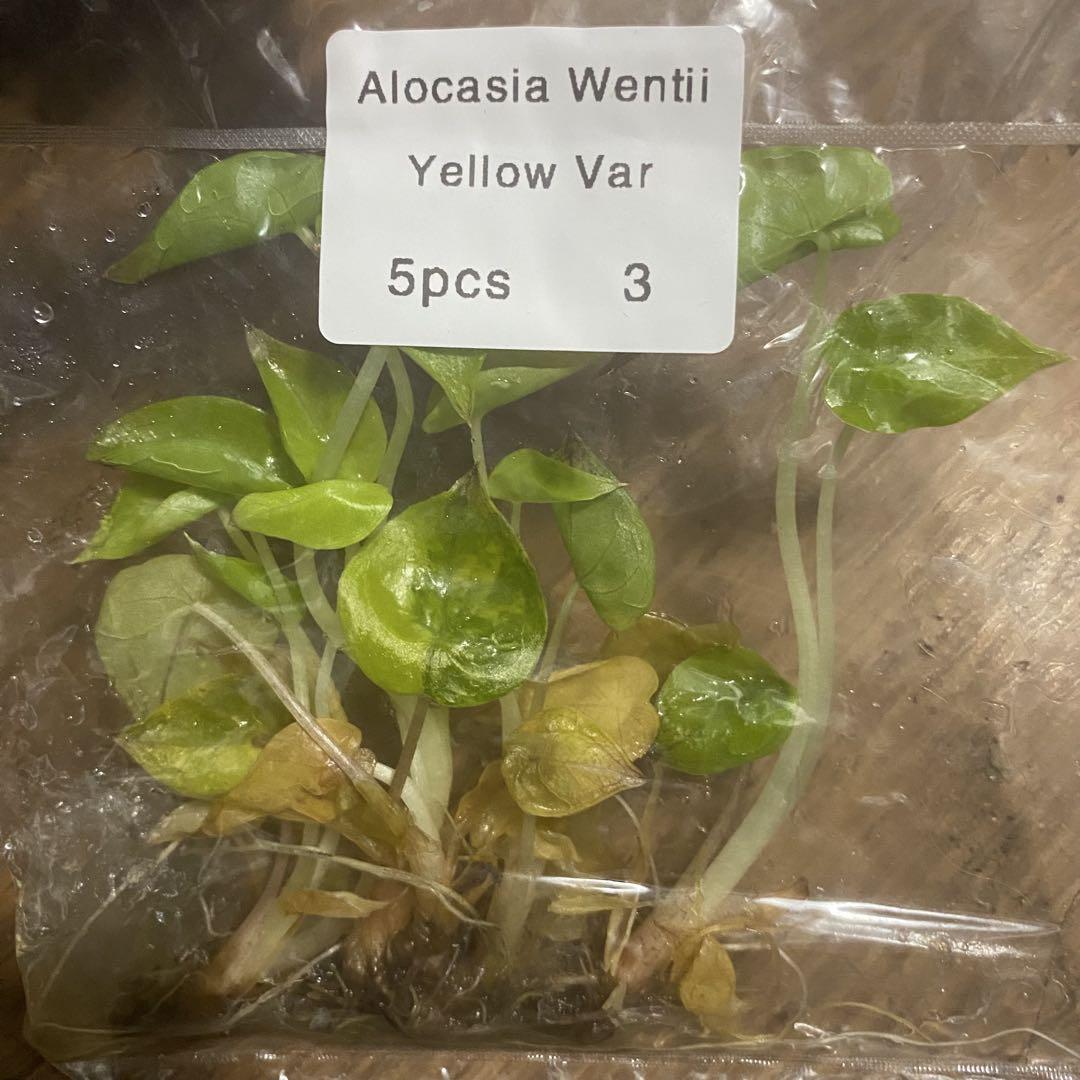 Alocasia Wentii
Yellow Var
5pcs 3